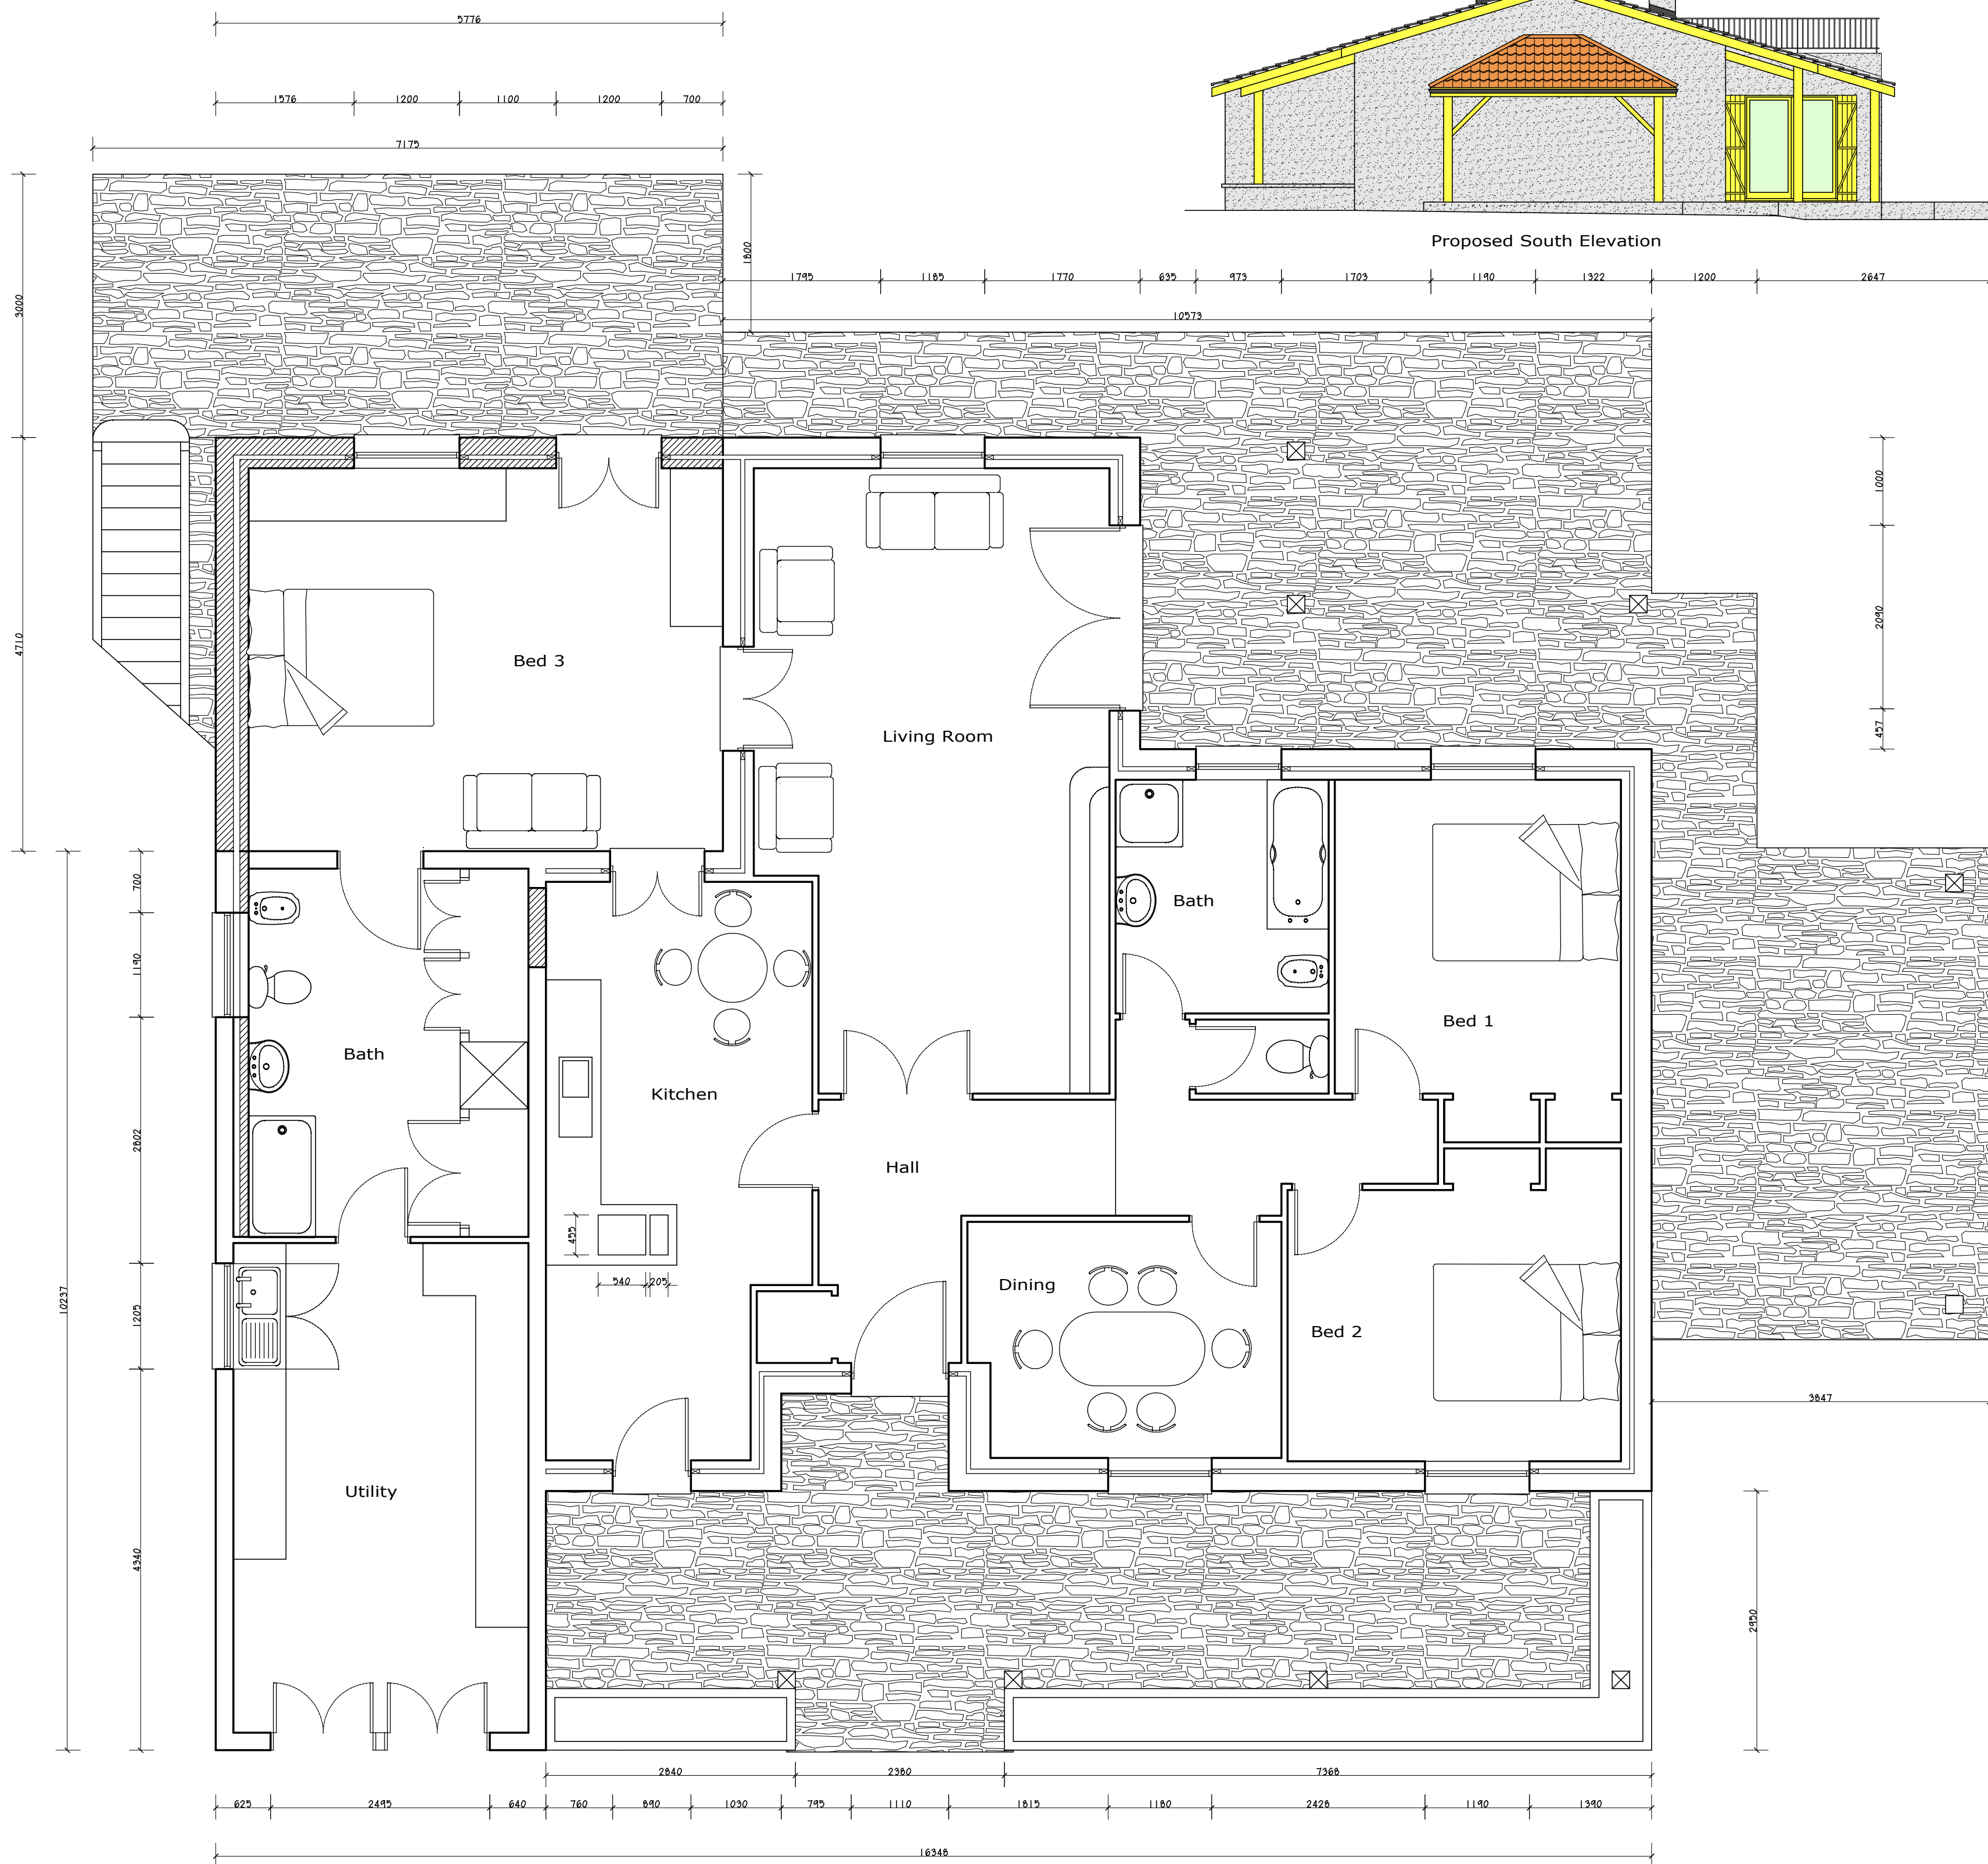 5776
1576 1200 1100 1200 700
7175
Proposed South Elevation
1800
1795 1185 1770 635 973 1703 1190 1322 1200 2647
3000
10573
1000
2090
4710
Bed 3
457
Living Room
700
Bath
1190
Bed 1
Bath
Kitchen
2802
Hall
455
540 205
Dining
10237
1205
Bed 2
3847
Utility
4340
2950
2840 2380 7368
625 2495 640 760 890 1030 795 1110 1815 1180 2428 1190 1390
16348